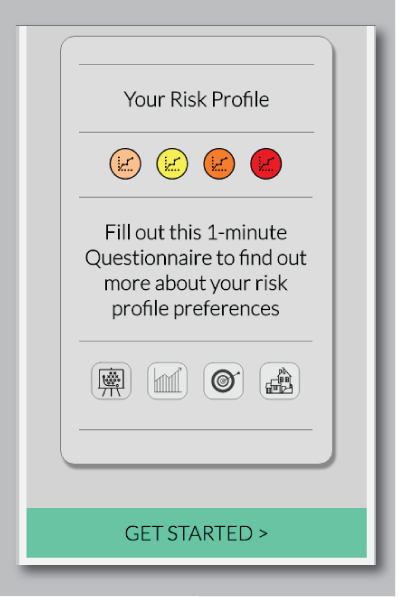 Your Risk Profile
Fill out this 1-minute
Questionnaire to find out
more about your risk
profile preferences
GET STARTED >